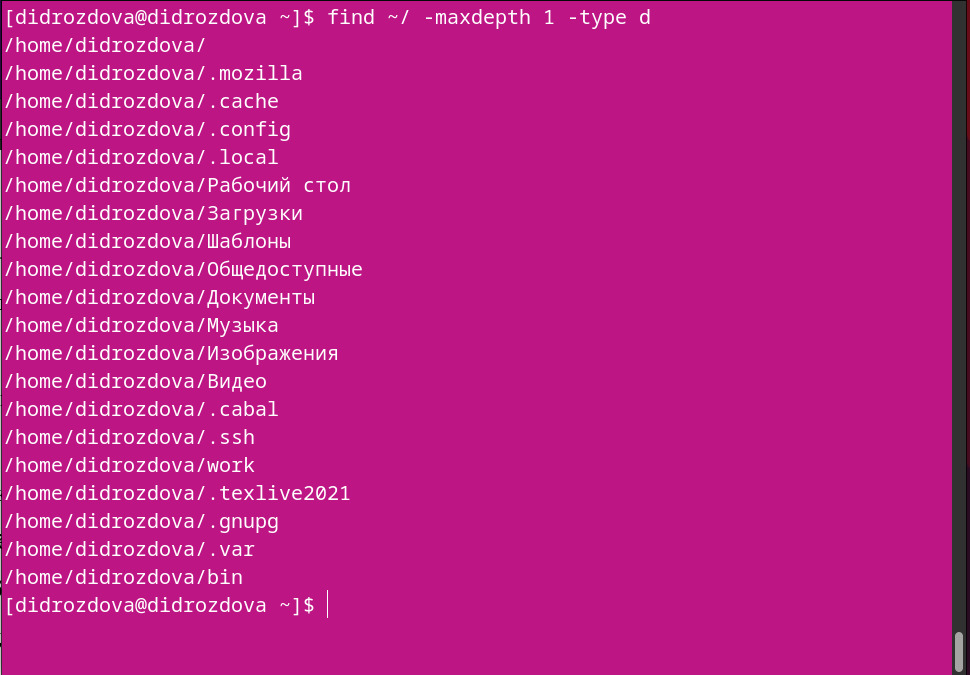 [didrozdova@didrozdova ~]$ find ~/ -maxdepth 1 -type d
/home/didrozdova/
/home/didrozdova/.mozilla
/home/didrozdova/.cache
/home/didrozdova/.config
/home/didrozdova/.local
/home/didrozdova/Рабочий стол
/home/didrozdova/Загрузки
/home/didrozdova/Шаблоны
/home/didrozdova/Общедоступные
/home/didrozdova/Документы
/home/didrozdova/Музыка
/home/didrozdova/Изображения
/home/didrozdova/Видео
/home/didrozdova/.cabal
/home/didrozdova/.ssh
/home/didrozdova/work
/home/didrozdova/.texlive2021
/home/didrozdova/.gnupg
/home/didrozdova/.var
/home/didrozdova/bin
[didrozdova@didrozdova ~]$